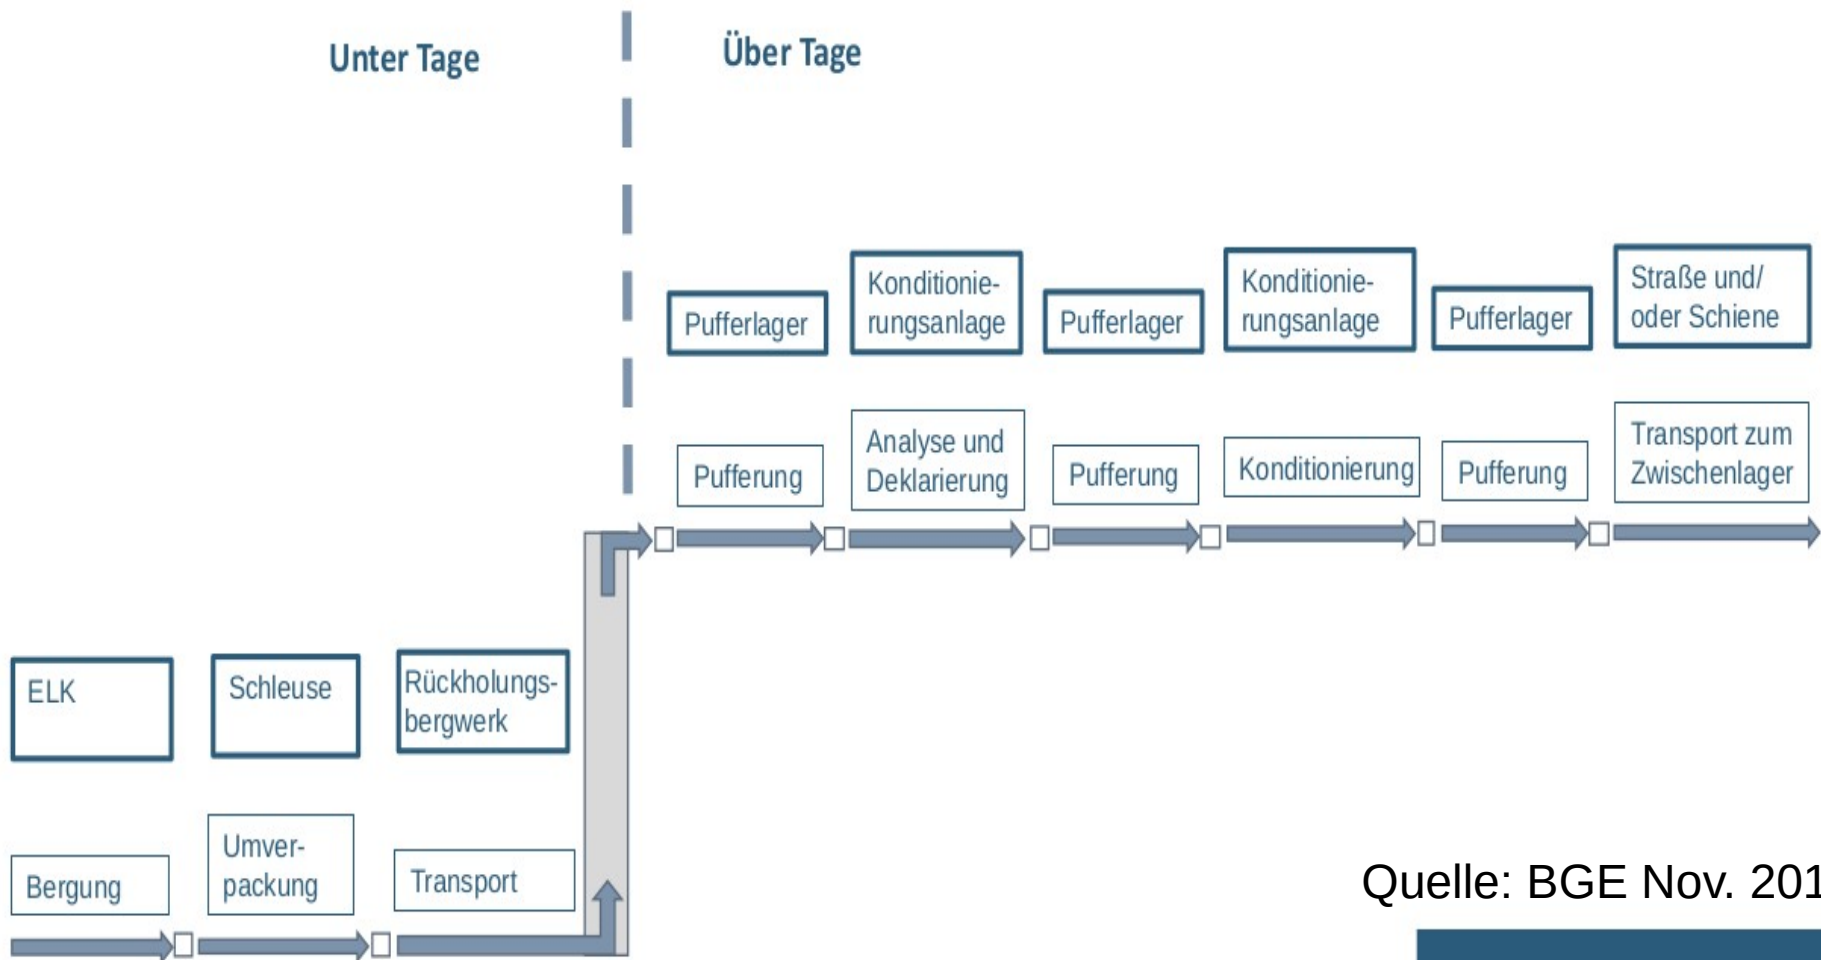 Unter Tage
Über Tage
Pufferlager
Konditionie-
rungsanlage
Pufferlager
Konditionie-
rungsanlage
Pufferlager
Straße und/
oder Schiene
Pufferung
Analyse und
Deklarierung
Pufferung
Konditionierung
Pufferung
Transport zum
Zwischenlager
ELK
Schleuse
Rückholungs-
bergwerk
Bergung
Umver-
packung
Transport
Quelle: BGE Nov. 201